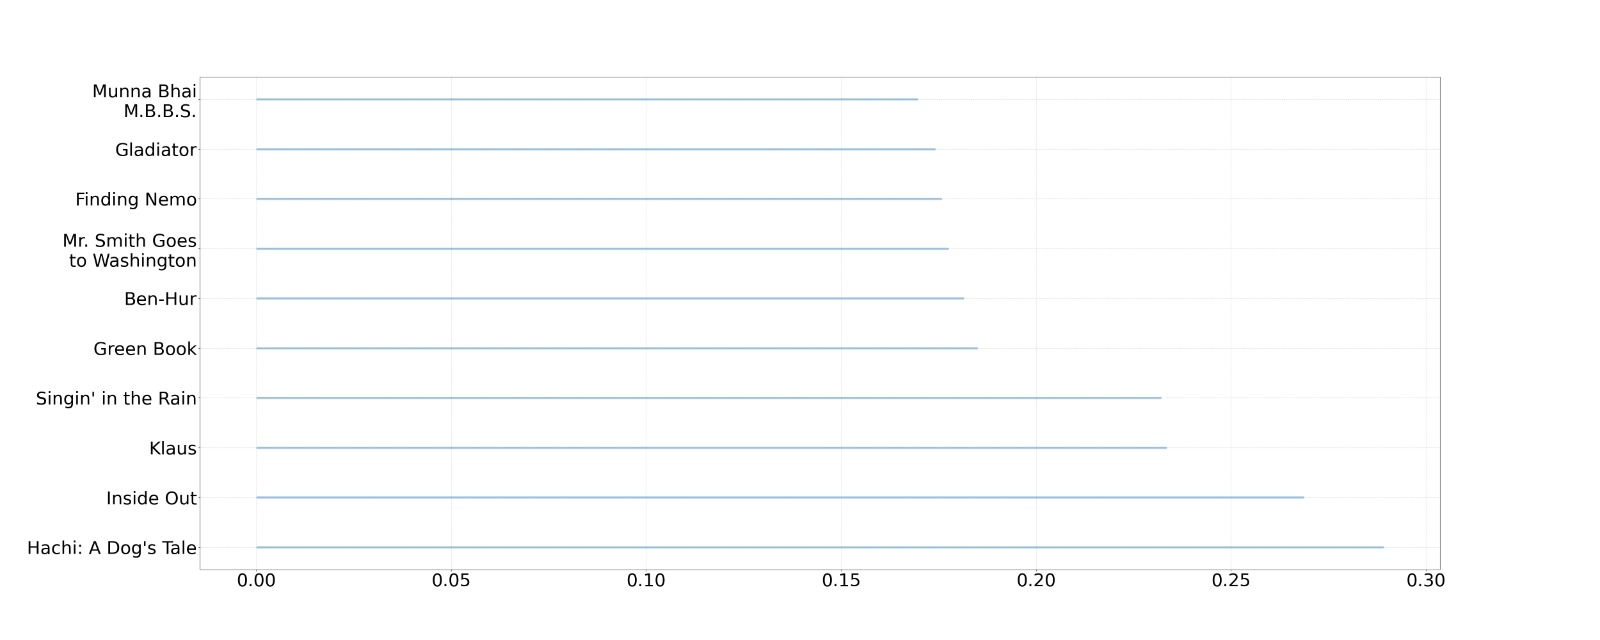 Munna Bhai
M.B.B.S.
Gladiator
Finding Nemo
Mr. Smith Goes
to Washington
Ben-Hur
Green Book
Singin' in the Rain
Klaus
Inside Out
Hachi: A Dog's Tale
0.00 0.05 0.10 0.15 0.20 0.25 0.30